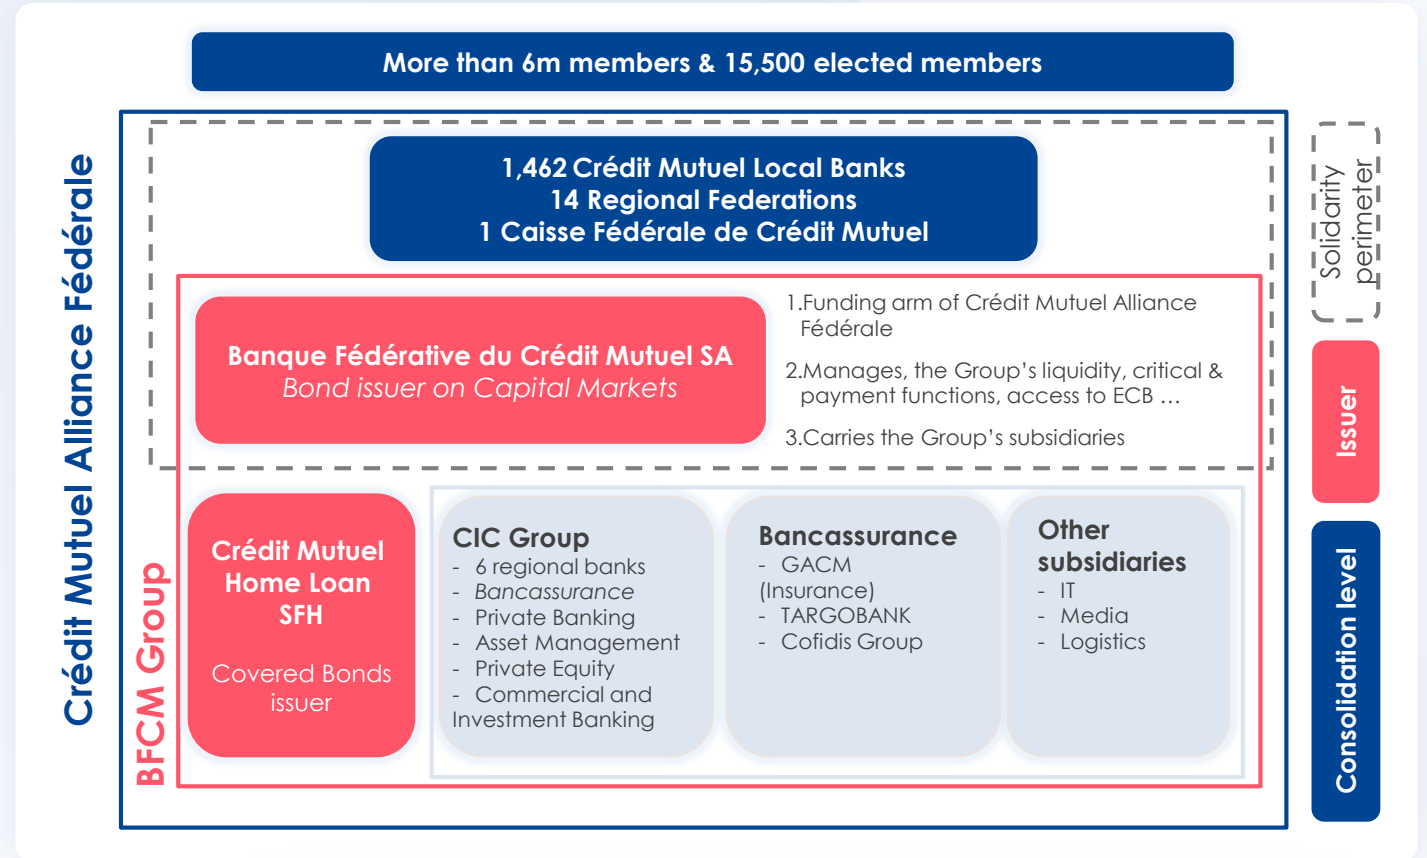 More than 6m members & 15,500 elected members
Crédit Mutuel Alliance Fédérale
1,462 Crédit Mutuel Local Banks
14 Regional Federations
1 Caisse Fédérale de Crédit Mutuel
Solidarity
perimeter
Banque Fédérative du Crédit Mutuel SA
Bond issuer on Capital Markets
1.Funding arm of Crédit Mutuel Alliance
Fédérale
2.Manages, the Group’s liquidity, critical &
payment functions, access to ECB …
3.Carries the Group’s subsidiaries
Issuer
BFCM Group
Crédit Mutuel
Home Loan
SFH
Covered Bonds
issuer
CIC Group
- 6 regional banks
- Bancassurance
- Private Banking
- Asset Management
- Private Equity
- Commercial and
Investment Banking
Bancassurance
- GACM
(Insurance)
- TARGOBANK
- Cofidis Group
Other
subsidiaries
- IT
- Media
- Logistics
Consolidation level